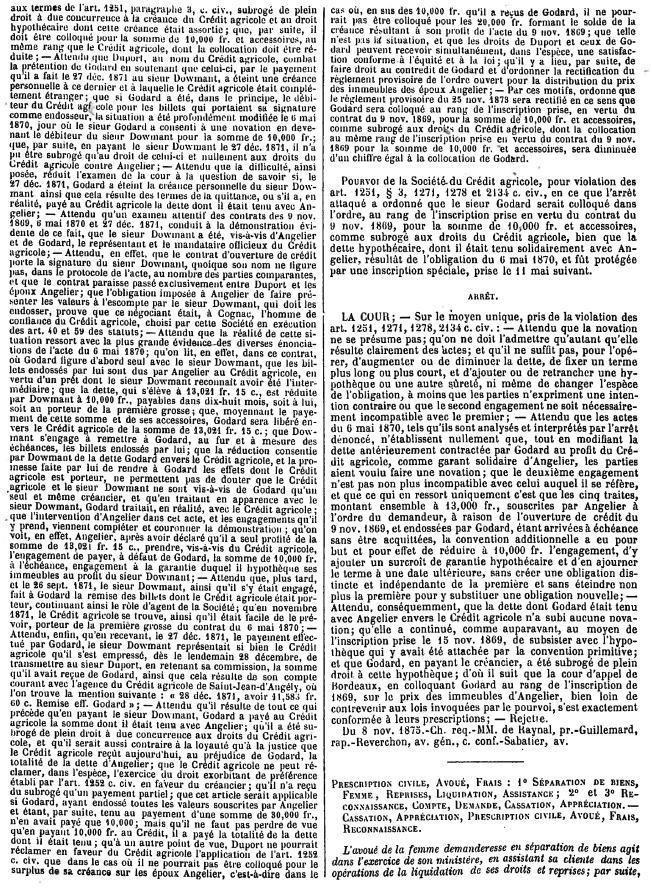 aux termes de l'art. 1251, paragraphe 3, c. civ., subrogé de plein
droit à due concurrence à la créance du Crédit agricole et au droit
hypothécaire dont cette créance était assortie; que, par suite, il
doit être colloqué pour la somme de 10,000 fr. et accessoires, au
même rang que le Crédit agricole, dont la collocation doit être ré-
duite; — Attendu que Duport, au nom du Crédit agricole, combat
la prétention de Godard en soutenant que celui-ci, par le payement
qu'il a fait le 27 déc. 1871 au sieur Dowmant, a éteint une créance
personnelle à ce dernier et à laquelle le Crédit agricole était complé-
tement étranger; que si Godard a été, dans le principe, le débi-
teur du Crédit agricole pour les billets qui portaient sa signature
comme endosseur, la situation a été profondément modifiée le 6 mai
1870, jour où le sieur Godard a consenti à une novation en deve-
nant le débiteur du sieur Dowmant pour la somme de 10,000 fr.;
que, par suite, en payant le sieur Dowmant le 27 déc. 1871, il n'a
pu être subrogé qu'au droit de celui-ci et nullement aux droits du
Crédit agricole contre Angelier; — Attendu que la difficulté, ainsi
posée, réduit l'examen de la cour à la question de savoir si, le
27 déc. 1871, Godard a éteint la créance personnelle du sieur Dow-
mant ainsi que cela résulte des termes de la quittance, ou s'il a, en
réalité, payé au Crédit agricole la dette dont il était tenu avec An-
gelier; — Attendu qu'un examen attentif des contrats des 9 nov.
1869, 6 mai 1870 et 27 déc. 1871, conduit à la démonstration évi-
dente de ce fait, que le sieur Dowmant a été, vis-à-vis d'Angelier
et de Godard, le représentant et le mandataire officieux du Crédit
agricole; — Attendu, en effet, que le contrat d'ouverture de crédit
porte la signature du sieur Dowmant, quoique son nom ne figure
pas, dans le protocole de l'acte, au nombre des parties comparantes,
et que le contrat paraisse passé exclusivement entre Duport et les
époux Angelier; que l'obligation imposée à Angelier de faire pré-
senter les valeurs à l'escompte par le sieur Dowmant, qui doit les
endosser, prouve que ce négociant était, à Cognac, l'homme de
confiance du Crédit agricole, choisi par cette Société en exécution
des art. 40 et 59 des statuts; — Attendu que la réalité de cette si-
tuation ressort avec la plus grande évidence des diverses énoncia-
tions de l'acte du 6 mai 1870; qu'on lit, en effet, dans ce contrat,
où Godard figure d'abord seul avec le sieur Dowmant, que les bil-
lets endossés par lui sont dus par Angelier au Crédit agricole, en
vertu d'un prêt dont le sieur Dowmant reconnaît avoir été l'inter-
médiaire; que la dette, qui s'élève à 13,021 fr. 15 c., est réduite
par Dowmant à 10,000 fr., payables dans dix-huit mois, soit à lui,
soit au porteur de la première grosse; que, moyennant le paye-
ment de cette somme et de ses accessoires, Godard sera libéré en-
vers le Crédit agricole de la somme de 13,021 fr. 15 c.; que Dow-
mant s'engage à remettre à Godard, au fur et à mesure des
échéances, les billets endossés par lui; que la réduction consentie
par Dowmant de la dette Godard envers le Crédit agricole, et la pro-
messe faite par lui de rendre à Godard les effets dont le Crédit
agricole est porteur, ne permettent pas de douter que le Crédit
agricole et le sieur Dowmant ne sont vis-à-vis de Godard qu'un
seul et même créancier, et qu'en traitant en apparence avec le
sieur Dowmant, Godard traitait, en réalité, avec le Crédit agricole;
que l'intervention d'Angelier dans cet acte, et les engagements qu'il
y prend, viennent compléter et couronner la démonstration; qu'on
voit, en effet, Angelier, après avoir déclaré qu'il a seul profité de la
somme de 13,021 fr. 15 c., prendre, vis-à-vis du Crédit agricole,
l'engagement de payer, à défaut de Godard, la somme de 10,000 fr.
à l'échéance, engagement à la garantie duquel il hypothèque ses
immeubles au profit du sieur Dowmant; — Attendu que, plus tard,
et le 26 sept. 1871, le sieur Dowmant, ainsi qu'il s'y était engagé,
fait à Godard la remise des billets dont le Crédit agricole était por-
teur, continuant ainsi le rôle d'agent de la Société; qu'en novembre
1871, le Crédit agricole se trouve, ainsi qu'il était facile de le pré-
voir, porteur de la première grosse du contrat du 6 mai 1870; —
Attendu, enfin, qu'en recevant, le 27 déc. 1871, le payement effec-
tué par Godard, le sieur Dowmant représentait si bien le Crédit
agricole qu'il s'est empressé, dès le lendemain 28 décembre, de
transmettre au sieur Duport, en retenant sa commission, la somme
qu'il avait reçue de Godard, ainsi que cela résulte de son compte
courant avec l'agence du Crédit agricole de Saint-Jean-d'Angély, où
l'on trouve la mention suivante : « 28 déc. 1871, avoir 11,583 fr.
60 c. Remise eff. Godard »; — Attendu qu'il résulte de tout ce qui
précède qu'en payant le sieur Dowmant, Godard a payé au Crédit
agricole la somme dont il était tenu avec Angelier; qu'il a été su-
brogé de plein droit à due concurrence aux droits du Crédit agri-
cole, et qu'il serait aussi contraire à la loyauté qu'à la justice que
le Crédit agricole reçût aujourd'hui, au préjudice de Godard, la
totalité de la dette d'Angelier; que le Crédit agricole ne peut ré-
clamer, dans l'espèce, l'exercice du droit exorbitant de préférence
établi par l'art. 1252 c. civ. en faveur du créancier; qu'il n'a reçu
du subrogé qu'un payement partiel; que cet article serait applicable
si Godard, ayant endossé toutes les valeurs souscrites par Angelier
et étant, par suite, tenu au payement d'une somme de 30,000 fr.,
n'en avait payé que 10,000; mais qu'il ne faut pas perdre de vue
qu'en payant 10,000 fr. au Crédit, il a payé la totalité de la dette
dont il était tenu; qu'à un autre point de vue, Duport ne pourrait
réclamer en faveur du Crédit agricole l'application de l'art. 1252
c. civ. que dans le cas où il ne pourrait pas être colloqué pour le
surplus de sa créance sur les époux Angelier, c'est-à-dire dans le
cas où, en sus des 10,000 fr. qu'il a reçus de Godard, il ne pour-
rait pas être colloqué pour les 20,000 fr. formant le solde de la
créance résultant à son profit de l'acte du 9 nov. 1869; que telle
n'est pas la situation, et que les droits de Duport et ceux de Go-
dard peuvent recevoir simultanément, dans l'espèce, une satisfac-
tion conforme à l'équité et à la loi; qu'il y a lieu, par suite, de
faire droit au contredit de Godard et d'ordonner la rectification du
règlement provisoire de l'ordre ouvert pour la distribution du prix
des immeubles des époux Angelier; — Par ces motifs, ordonne que
le règlement provisoire du 25 nov. 1873 sera rectifié en ce sens que
Godard sera colloqué au rang de l'inscription prise, en vertu du
contrat du 9 nov. 1869, pour la somme de 10,000 fr. et accessoires,
comme subrogé aux droits du Crédit agricole, dont la collocation
au même rang de l'inscription prise en vertu du contrat du 9 nov.
1869 pour la somme de 10,000 fr. et accessoires, sera diminuée
d'un chiffre égal à la collocation de Godard.
POURVOI de la Société du Crédit agricole, pour violation des
art. 1251, § 3, 1271, 1278 et 2134 c. civ., en ce que l'arrêt
attaqué a ordonné que le sieur Godard serait colloqué dans
l'ordre, au rang de l'inscription prise en vertu du contrat du
9 nov. 1869, pour la somme de 10,000 fr. et accessoires,
comme subrogé aux droits du Crédit agricole, bien que la
dette hypothécaire, dont il était tenu solidairement avec An-
gelier, résultât de l'obligation du 6 mai 1870, et fût protégée
par une inscription spéciale, prise le 11 mai suivant.
ARRÊT.
LA COUR; — Sur le moyen unique, pris de la violation des
art. 1251, 1271, 1278, 2134 c. civ. : — Attendu que la novation
ne se présume pas; qu'on ne doit l'admettre qu'autant qu'elle
résulte clairement des actes; et qu'il ne suffit pas, pour l'opé-
rer, d'augmenter ou de diminuer la dette, de fixer un terme
plus long ou plus court, et d'ajouter ou de retrancher une hy-
pothèque ou une autre sûreté, ni même de changer l'espèce
de l'obligation, à moins que les parties n'expriment une inten-
tion contraire ou que le second engagement ne soit nécessaire-
ment incompatible avec le premier; — Attendu que les actes
du 6 mai 1870, tels qu'ils sont analysés et interprétés par l'arrêt
dénoncé, n'établissent nullement que, tout en modifiant la
dette antérieurement contractée par Godard au profit du Cré-
dit agricole, comme garant solidaire d'Angelier, les parties
aient voulu faire une novation; que le deuxième engagement
n'est pas non plus incompatible avec celui auquel il se réfère,
et que ce qui en ressort uniquement c'est que les cinq traites,
montant ensemble à 13,000 fr., souscrites par Angelier à
l'ordre du demandeur, à raison de l'ouverture de crédit du
9 nov. 1869, et endossées par Godard, étant arrivées à échéance
sans être acquittées, la convention additionnelle a eu pour
but et pour effet de réduire à 10,000 fr. l'engagement, d'y
ajouter un surcroît de garantie hypothécaire et d'en ajourner
le terme à une date ultérieure, sans créer une obligation dis-
tincte et indépendante de la première et sans éteindre non
plus la première pour y substituer une obligation nouvelle; —
Attendu, conséquemment, que la dette dont Godard était tenu
avec Angelier envers le Crédit agricole n'a subi aucune nova-
tion; qu'elle a continué, comme auparavant, au moyen de
l'inscription prise le 15 nov. 1869, de subsister avec l'hypo-
thèque qui y avait été attachée par la convention primitive;
et que Godard, en payant le créancier, a été subrogé de plein
droit à cette hypothèque; d'où il suit que la cour d'appel de
Bordeaux, en colloquant Godard au rang de l'inscription de
1869, sur le prix des immeubles d'Angelier, bien loin de
contrevenir aux lois invoquées par le pourvoi, s'est exactement
conformée à leurs prescriptions; — Rejette.
Du 8 nov. 1875.-Ch. req.-MM. de Raynal, pr.-Guillemard,
rap.-Reverchon, av. gén., c. conf.-Sabatier, av.
PRESCRIPTION CIVILE, AVOUÉ, FRAIS : 1° SÉPARATION DE BIENS,
FEMME, REPRISES, LIQUIDATION, ASSISTANCE; 2° et 3° RE-
CONNAISSANCE, COMPTE, DEMANDE, CASSATION, APPRÉCIATION. —
CASSATION, APPRÉCIATION, PRESCRIPTION CIVILE, AVOUÉ, FRAIS,
RECONNAISSANCE.
L'avoué de la femme demanderesse en séparation de biens agit
dans l'exercice de son ministère, en assistant sa cliente dans les
opérations de la liquidation de ses droits et reprises; par suite,